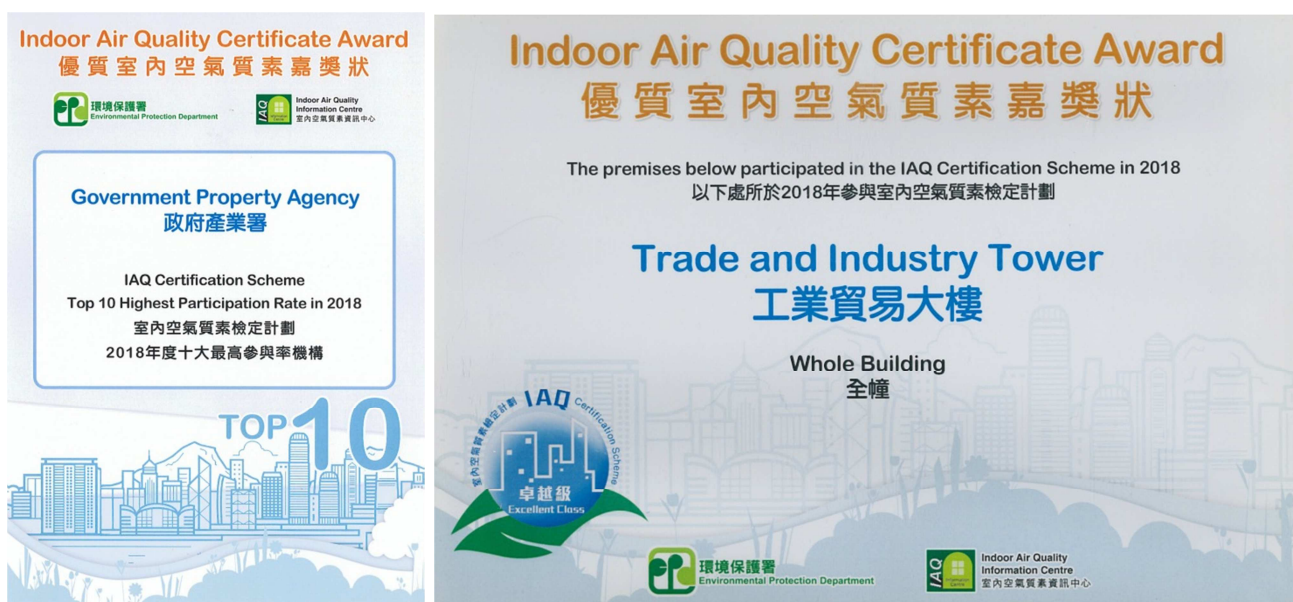 Indoor Air Quality Certificate Award
優質室內空氣質素嘉獎狀
環境保護署
Environmental Protection Department
IAQ
Information Centre
Indoor Air Quality
Information Centre
室內空氣質素資訊中心
Government Property Agency
政府產業署
IAQ Certification Scheme
Top 10 Highest Participation Rate in 2018
室內空氣質素檢定計劃
2018年度十大最高參與率機構
TOP10
Indoor Air Quality Certificate Award
優質室內空氣質素嘉獎狀
The premises below participated in the IAQ Certification Scheme in 2018
以下處所於2018年參與室內空氣質素檢定計劃
Trade and Industry Tower
工業貿易大樓
Whole Building
全幢
室內空氣質素檢定計劃 IAQ Certification Scheme
卓越級
Excellent Class
環境保護署
Environmental Protection Department
IAQ
Information Centre
Indoor Air Quality
Information Centre
室內空氣質素資訊中心